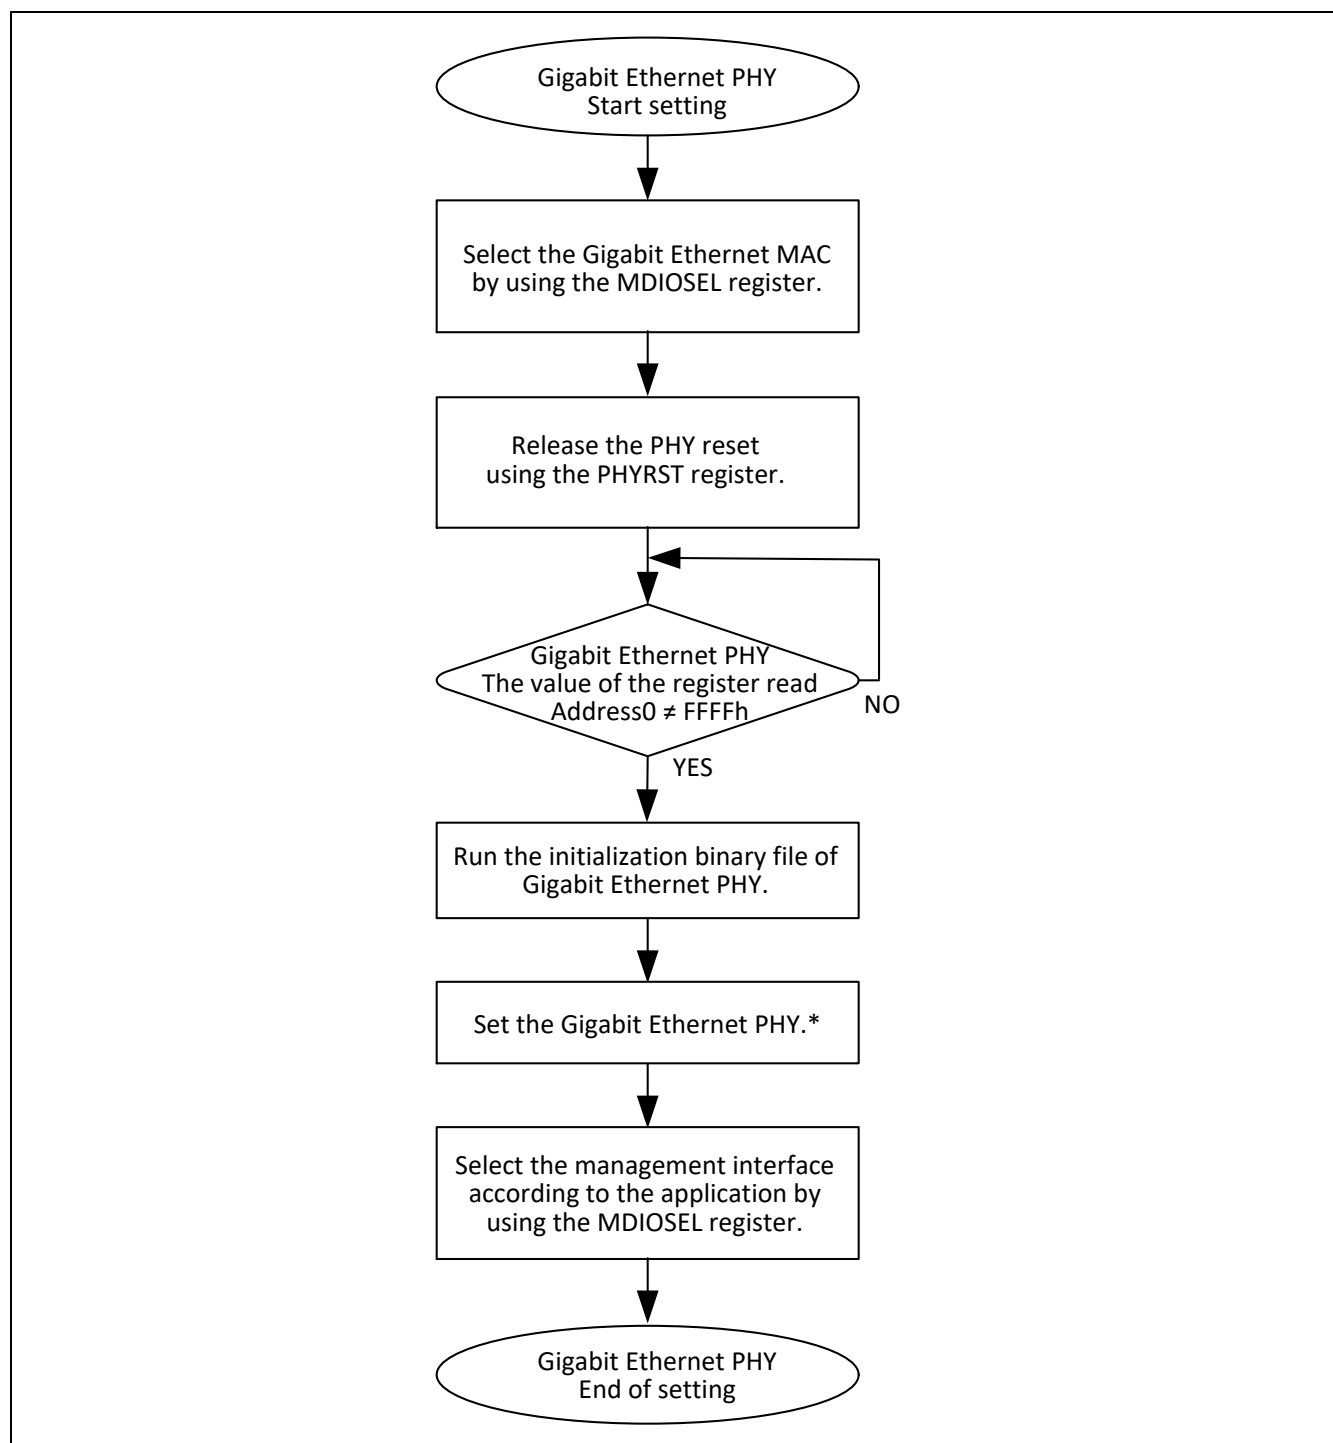 Gigabit Ethernet PHY
Start setting
Select the Gigabit Ethernet MAC
by using the MDIOSEL register.
Release the PHY reset
using the PHYRST register.
Gigabit Ethernet PHY
The value of the register read
Address0 ≠ FFFFh
NO
YES
Run the initialization binary file of
Gigabit Ethernet PHY.
Set the Gigabit Ethernet PHY.*
Select the management interface
according to the application by
using the MDIOSEL register.
Gigabit Ethernet PHY
End of setting